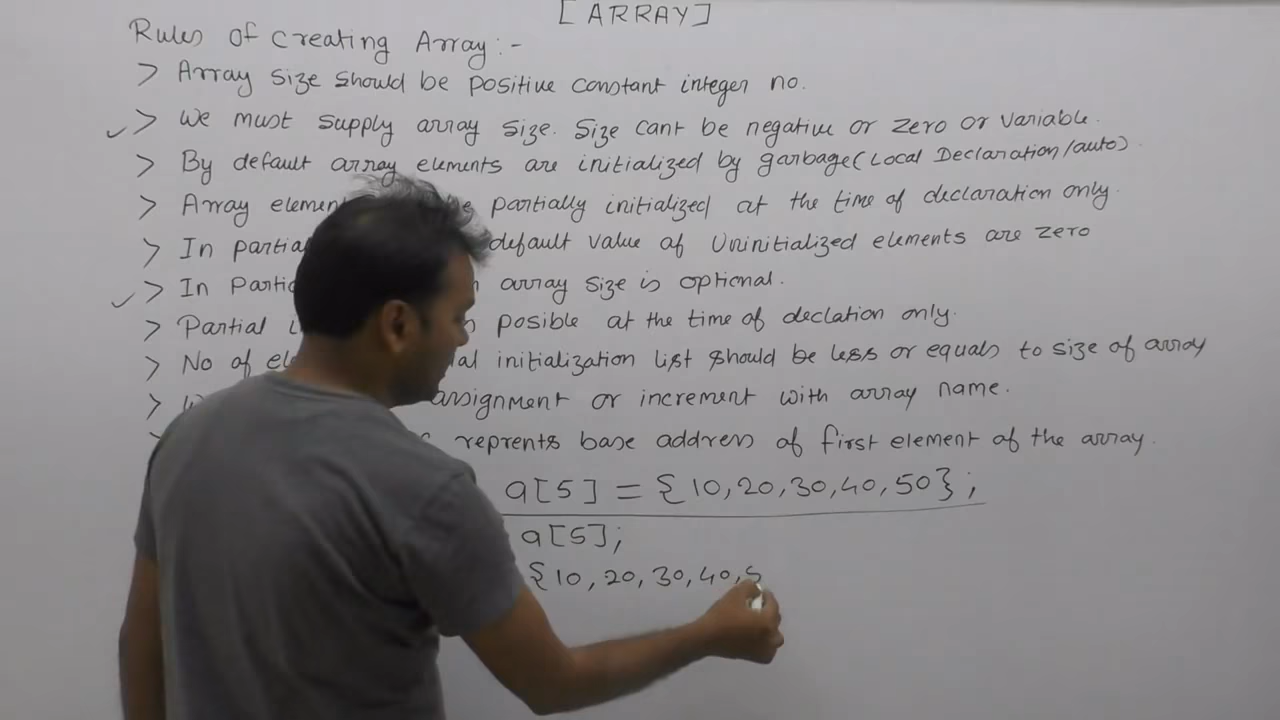 [ARRAY]
Rules Of Creating Array:-
> Array Size Should be positive constant integer no.
✓ > We must supply array size. Size cant be negative or zero or variable.
> By default array elements are initialized by garbage (Local Declaration/auto)
> Array partially initialized at the time of declaration only.
> In default value of Uninitialized elements are zero
✓ > In array size is optional.
> Partial posible at the time of declation only.
> No of initialization list should be less or equals to size of array
> assignment or increment with array name.
reprents base address of first element of the array.
a[5] = {10,20,30,40,50};
a[5];
{10,20,30,40,